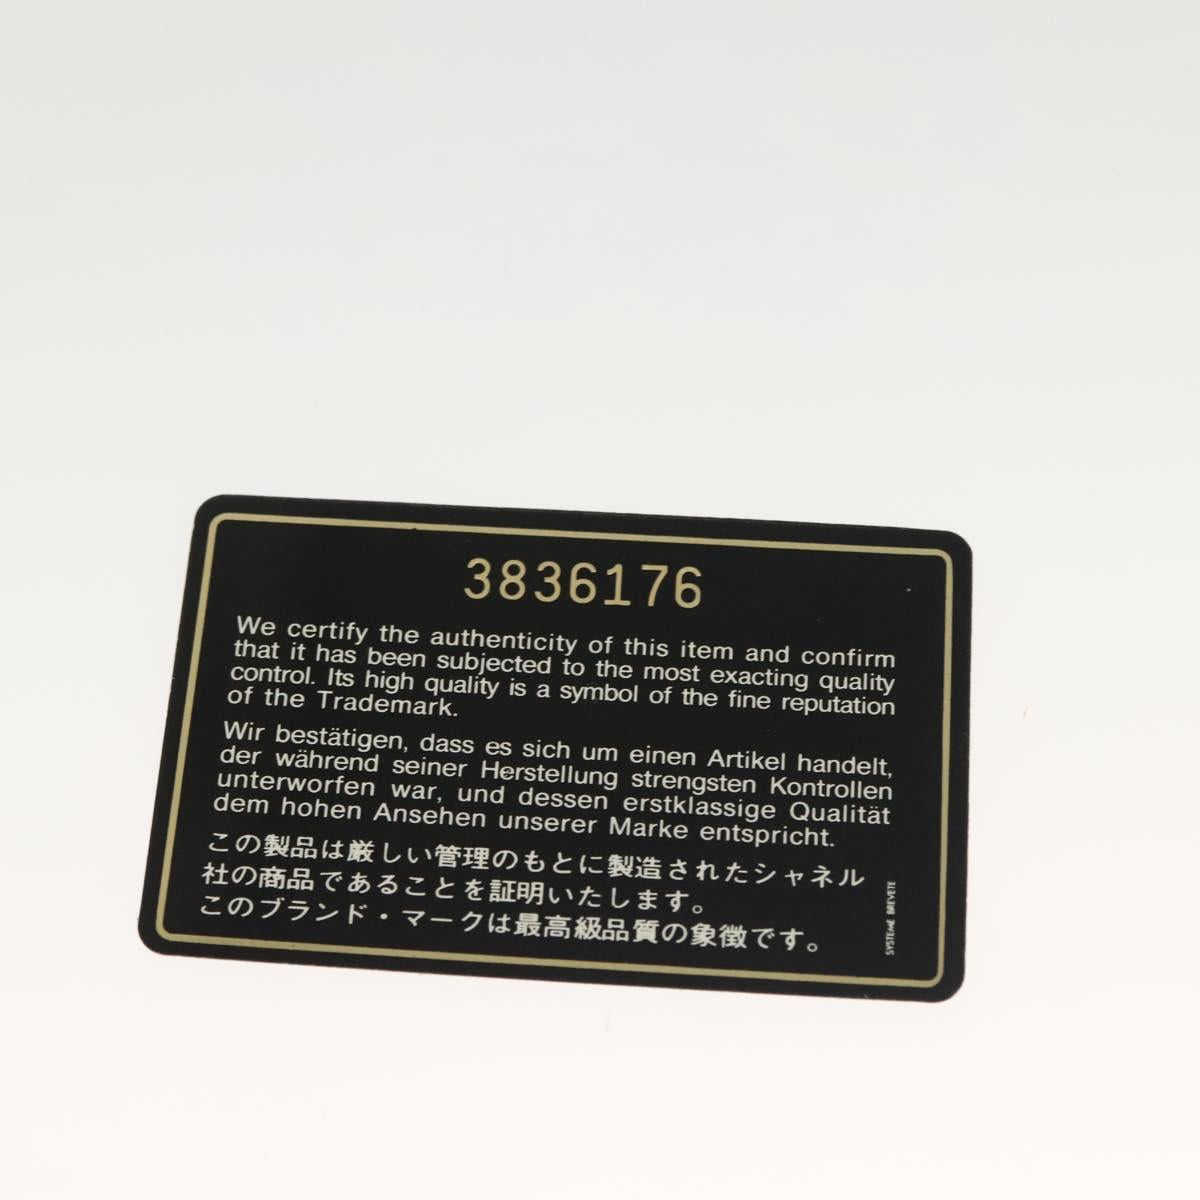 3836176
We certify the authenticity of this item and confirm
that it has been subjected to the most exacting quality
control. Its high quality is a symbol of the fine reputation
of the Trademark.
Wir bestätigen, dass es sich um einen Artikel handelt,
der während seiner Herstellung strengsten Kontrollen
unterworfen war, und dessen erstklassige Qualität
dem hohen Ansehen unserer Marke entspricht.
この製品は厳しい管理のもとに製造されたシャネル
社の商品であることを証明いたします。
このブランド・マークは最高級品質の象徴です。
SYSTEME BREVETE